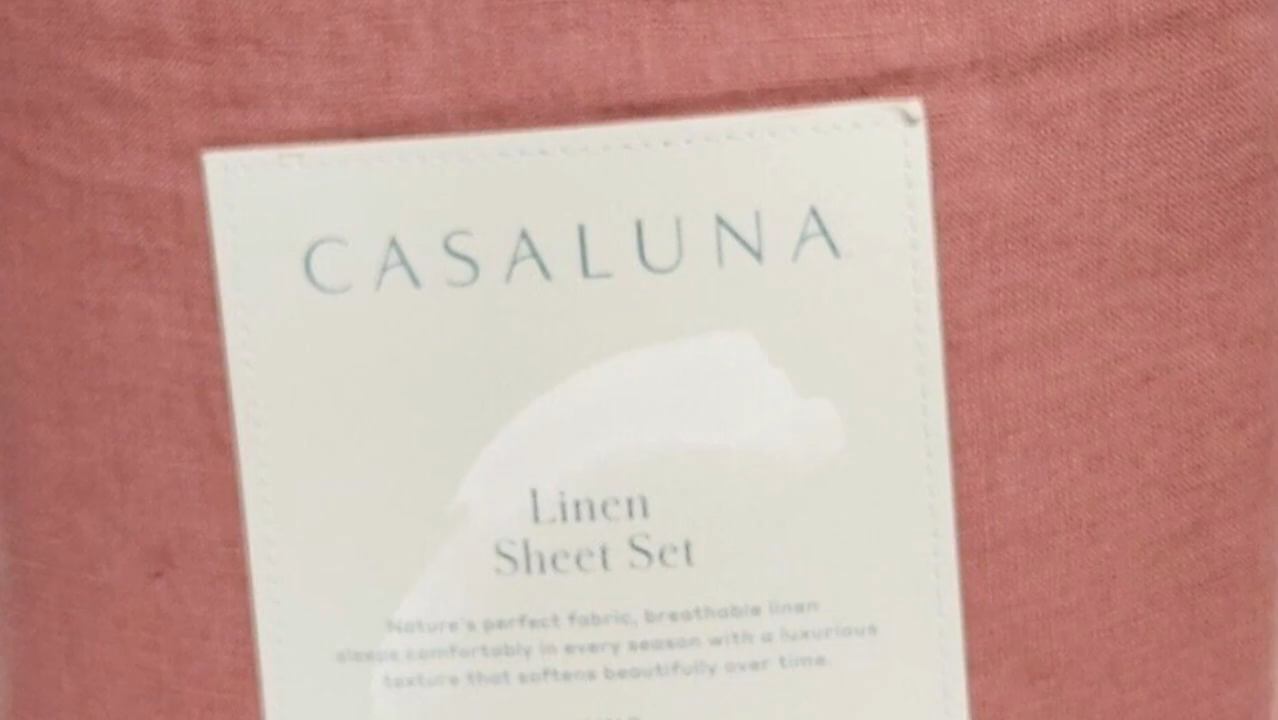 CASALUNA
Linen
Sheet Set
Nature's perfect fabric, breathable linen
sleeps comfortably in every season with a luxurious
texture that softens beautifully over time.